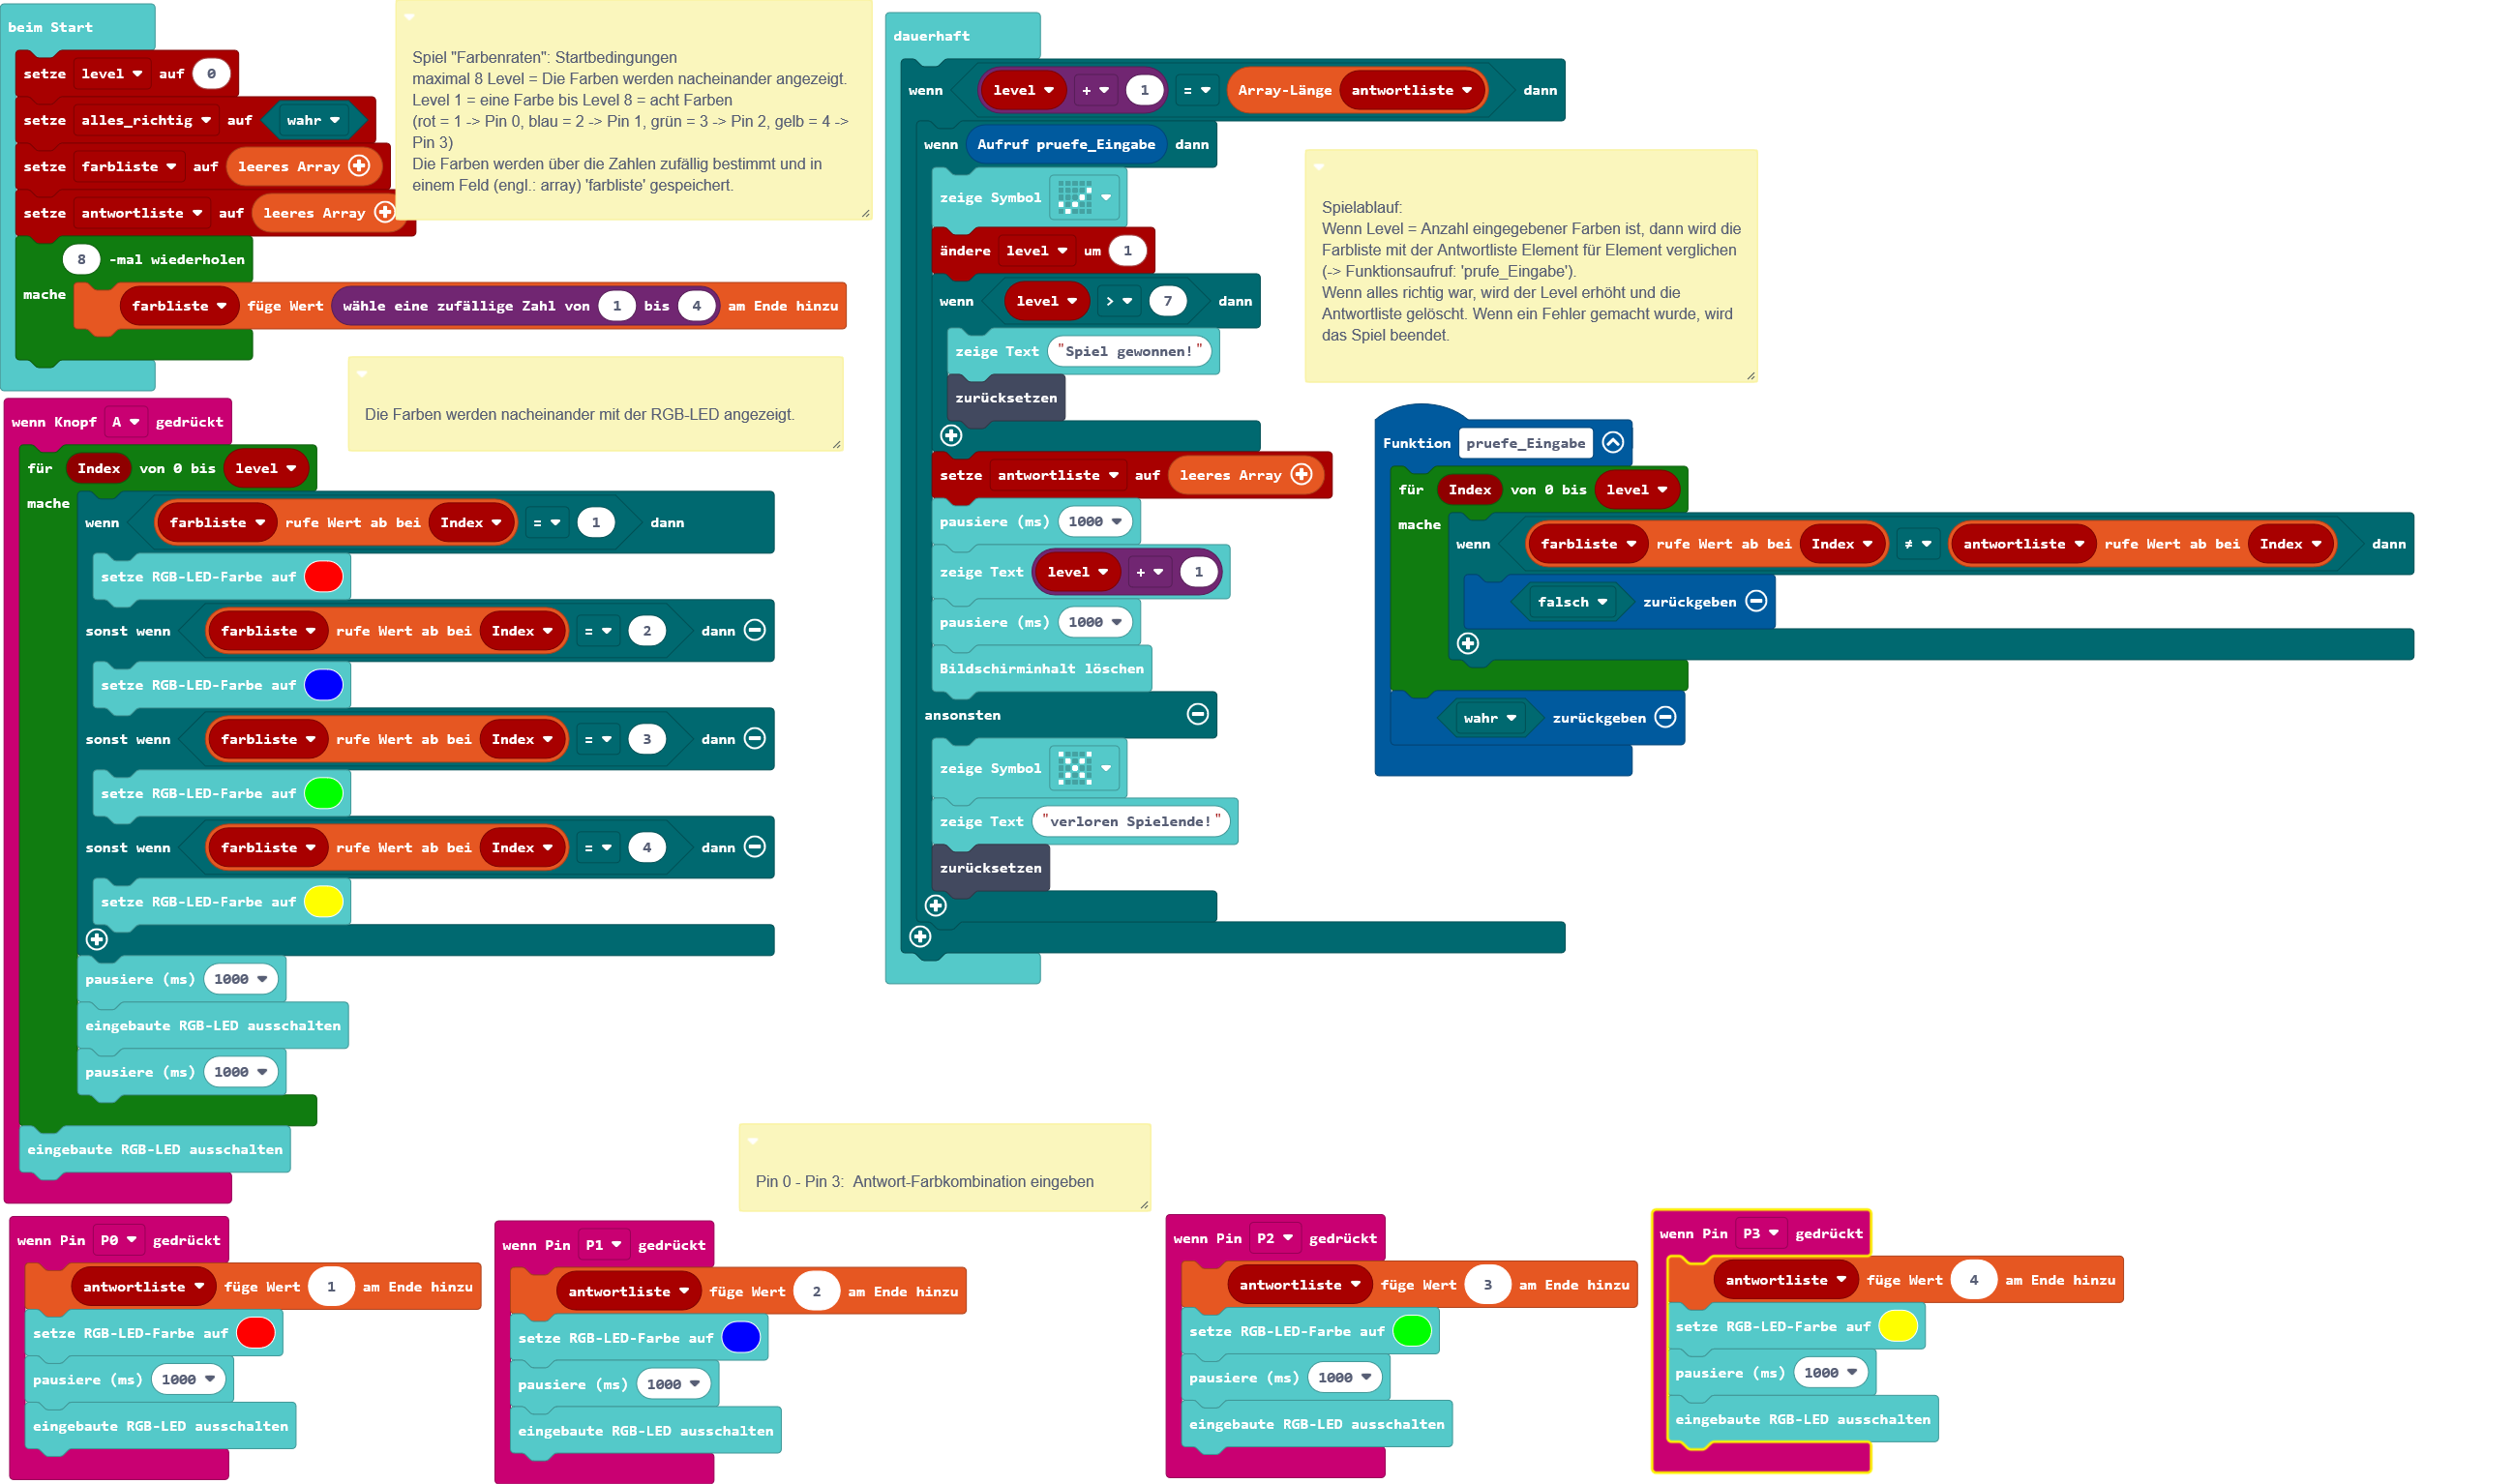 beim Start
setze level auf 0
setze alles_richtig auf wahr
setze farbliste auf leeres Array
setze antwortliste auf leeres Array
8 -mal wiederholen
mache farbliste füge Wert wähle eine zufällige Zahl von 1 bis 4 am Ende hinzu
Spiel "Farbenraten": Startbedingungen
maximal 8 Level = Die Farben werden nacheinander angezeigt.
Level 1 = eine Farbe bis Level 8 = acht Farben
(rot = 1 -> Pin 0, blau = 2 -> Pin 1, grün = 3 -> Pin 2, gelb = 4 ->
Pin 3)
Die Farben werden über die Zahlen zufällig bestimmt und in
einem Feld (engl.: array) 'farbliste' gespeichert.
Die Farben werden nacheinander mit der RGB-LED angezeigt.
wenn Knopf A gedrückt
für Index von 0 bis level
mache
wenn farbliste rufe Wert ab bei Index = 1 dann
setze RGB-LED-Farbe auf
sonst wenn farbliste rufe Wert ab bei Index = 2 dann
setze RGB-LED-Farbe auf
sonst wenn farbliste rufe Wert ab bei Index = 3 dann
setze RGB-LED-Farbe auf
sonst wenn farbliste rufe Wert ab bei Index = 4 dann
setze RGB-LED-Farbe auf
pausiere (ms) 1000
eingebaute RGB-LED ausschalten
pausiere (ms) 1000
eingebaute RGB-LED ausschalten
dauerhaft
wenn level + 1 = Array-Länge antwortliste dann
wenn Aufruf pruefe_Eingabe dann
zeige Symbol
ändere level um 1
wenn level > 7 dann
zeige Text "Spiel gewonnen!"
zurücksetzen
setze antwortliste auf leeres Array
pausiere (ms) 1000
zeige Text level + 1
pausiere (ms) 1000
Bildschirminhalt löschen
ansonsten
zeige Symbol
zeige Text "verloren Spielende!"
zurücksetzen
Spielablauf:
Wenn Level = Anzahl eingegebener Farben ist, dann wird die
Farbliste mit der Antwortliste Element für Element verglichen
(-> Funktionsaufruf: 'prufe_Eingabe').
Wenn alles richtig war, wird der Level erhöht und die
Antwortliste gelöscht. Wenn ein Fehler gemacht wurde, wird
das Spiel beendet.
Funktion pruefe_Eingabe
für Index von 0 bis level
mache
wenn farbliste rufe Wert ab bei Index ≠ antwortliste rufe Wert ab bei Index dann
falsch zurückgeben
wahr zurückgeben
Pin 0 - Pin 3: Antwort-Farbkombination eingeben
wenn Pin P0 gedrückt
antwortliste füge Wert 1 am Ende hinzu
setze RGB-LED-Farbe auf
pausiere (ms) 1000
eingebaute RGB-LED ausschalten
wenn Pin P1 gedrückt
antwortliste füge Wert 2 am Ende hinzu
setze RGB-LED-Farbe auf
pausiere (ms) 1000
eingebaute RGB-LED ausschalten
wenn Pin P2 gedrückt
antwortliste füge Wert 3 am Ende hinzu
setze RGB-LED-Farbe auf
pausiere (ms) 1000
eingebaute RGB-LED ausschalten
wenn Pin P3 gedrückt
antwortliste füge Wert 4 am Ende hinzu
setze RGB-LED-Farbe auf
pausiere (ms) 1000
eingebaute RGB-LED ausschalten